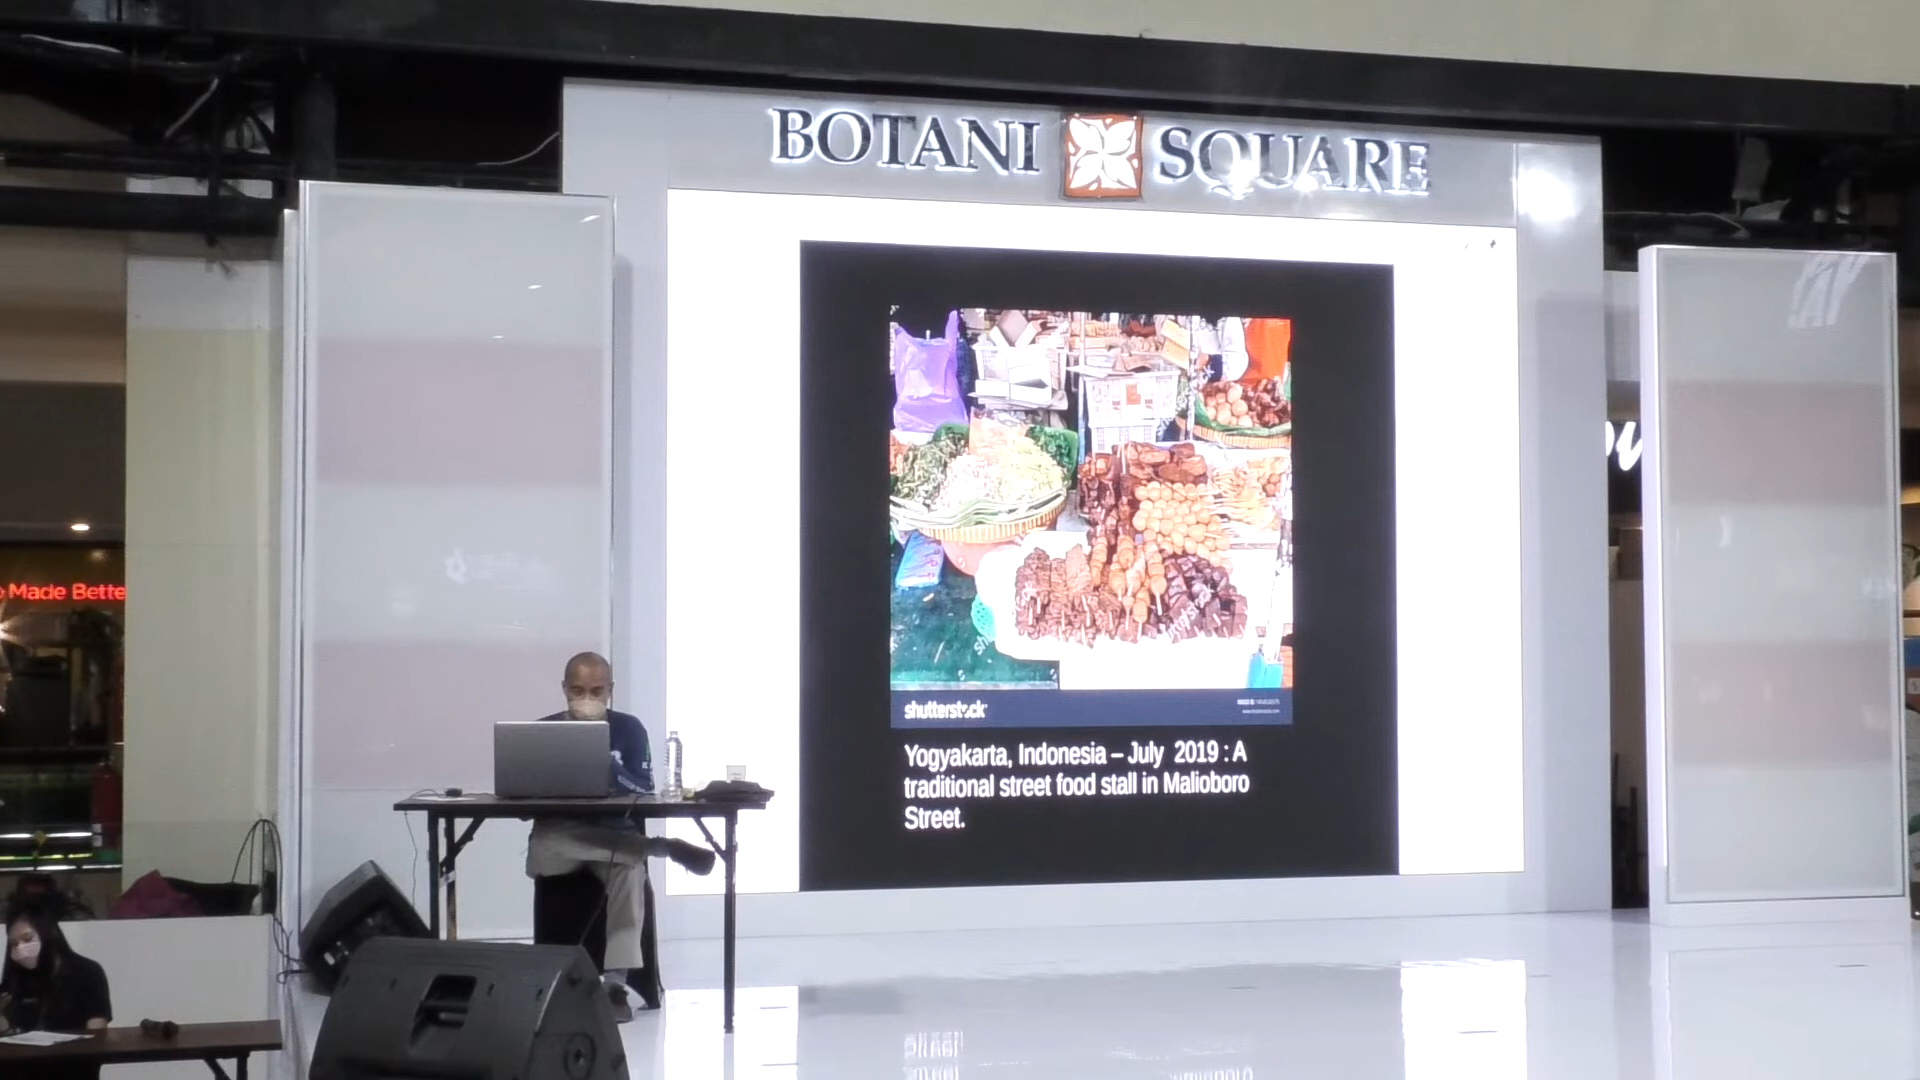 BOTANI SQUARE
Made Bette
shutterstock
Yogyakarta, Indonesia – July 2019 : A
traditional street food stall in Malioboro
Street.